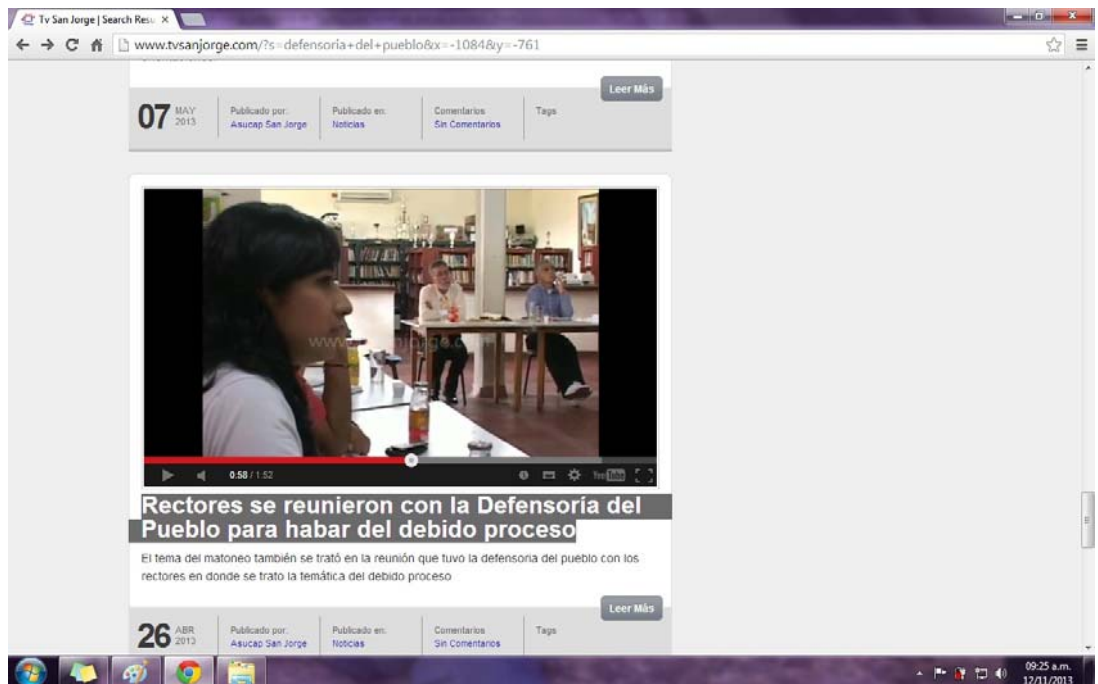 Tv San Jorge | Search Resu
www.tvsanjorge.com/?s=defensoria+del+pueblo&x=-1084&y=-761
Leer Más
07 MAY 2013
Publicado por: Asucap San Jorge
Publicado en: Noticias
Comentarios Sin Comentarios
Tags
0:58 / 1:52
YouTube
Rectores se reunieron con la Defensoría del
Pueblo para habar del debido proceso
El tema del matoneo también se trató en la reunión que tuvo la defensoria del pueblo con los
rectores en donde se trato la temática del debido proceso
Leer Más
26 ABR 2013
Publicado por: Asucap San Jorge
Publicado en: Noticias
Comentarios Sin Comentarios
Tags
09:25 a.m.
12/11/2013